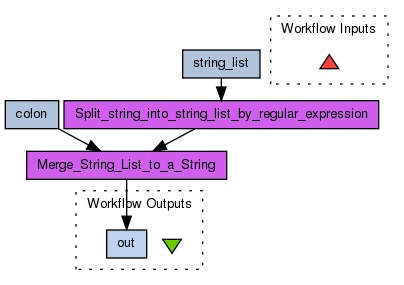 Workflow Inputs
string_list
colon
Split_string_into_string_list_by_regular_expression
Merge_String_List_to_a_String
Workflow Outputs
out